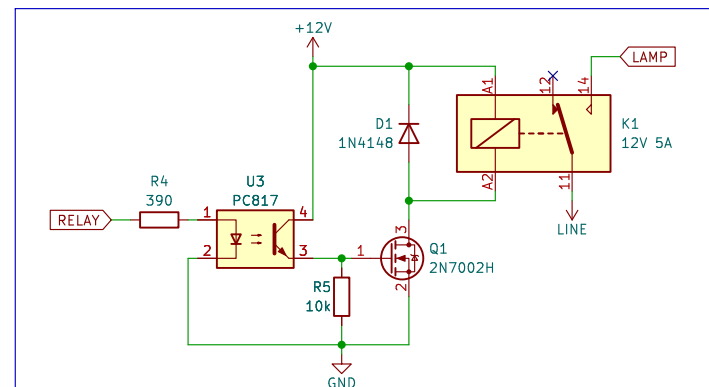 +12V
LAMP
A1
12
14
D1
1N4148
K1
12V 5A
A2
11
LINE
R4
390
U3
PC817
RELAY
1
4
2
3
3
1
2
Q1
2N7002H
R5
10k
GND